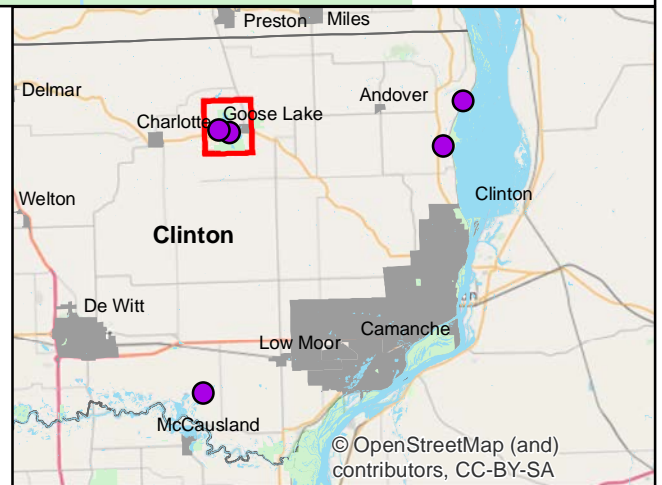 Preston
Miles
Delmar
Andover
Charlotte
Goose Lake
Welton
Clinton
Clinton
De Witt
Low Moor
Camanche
McCausland
© OpenStreetMap (and)
contributors, CC-BY-SA